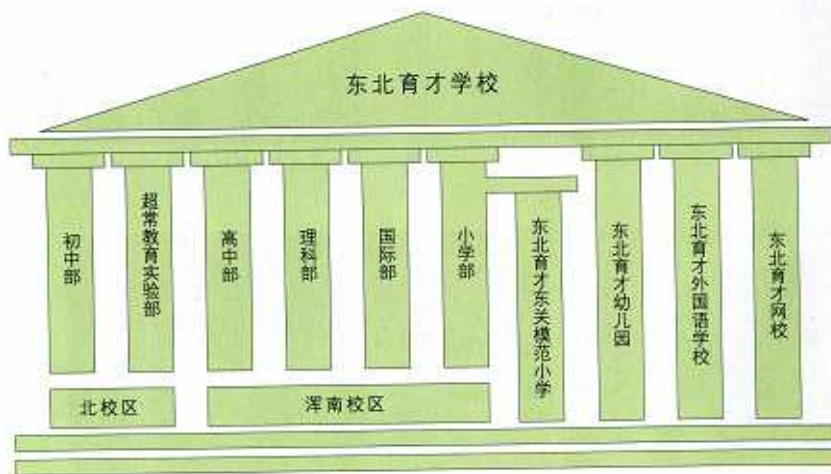 东北育才学校
初中部
超常教育实验部
高中部
理科部
国际部
小学部
东北育才东关模范小学
东北育才幼儿园
东北育才外国语学校
东北育才网校
北校区
浑南校区